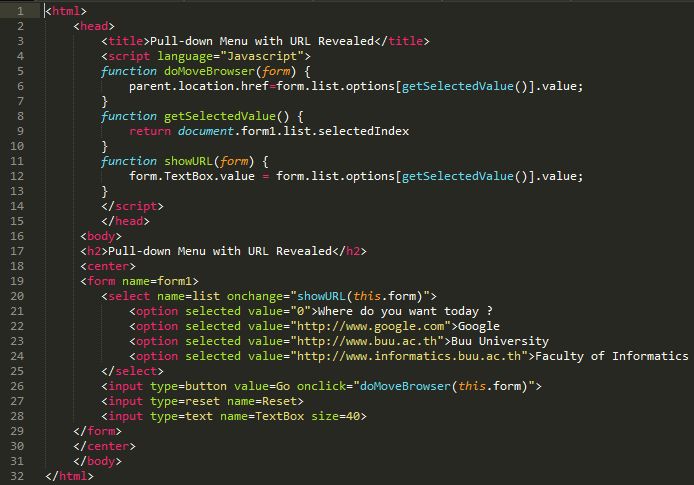 1 <html>
2 <head>
3 <title>Pull-down Menu with URL Revealed</title>
4 <script language="Javascript">
5 function doMoveBrowser(form) {
6 parent.location.href=form.list.options[getSelectedValue()].value;
7 }
8 function getSelectedValue() {
9 return document.form1.list.selectedIndex
10 }
11 function showURL(form) {
12 form.TextBox.value = form.list.options[getSelectedValue()].value;
13 }
14 </script>
15 </head>
16 <body>
17 <h2>Pull-down Menu with URL Revealed</h2>
18 <center>
19 <form name=form1>
20 <select name=list onchange="showURL(this.form)">
21 <option selected value="0">Where do you want today ?
22 <option selected value="http://www.google.com">Google
23 <option selected value="http://www.buu.ac.th">Buu University
24 <option selected value="http://www.informatics.buu.ac.th">Faculty of Informatics
25 </select>
26 <input type=button value=Go onclick="doMoveBrowser(this.form)">
27 <input type=reset name=Reset>
28 <input type=text name=TextBox size=40>
29 </form>
30 </center>
31 </body>
32 </html>